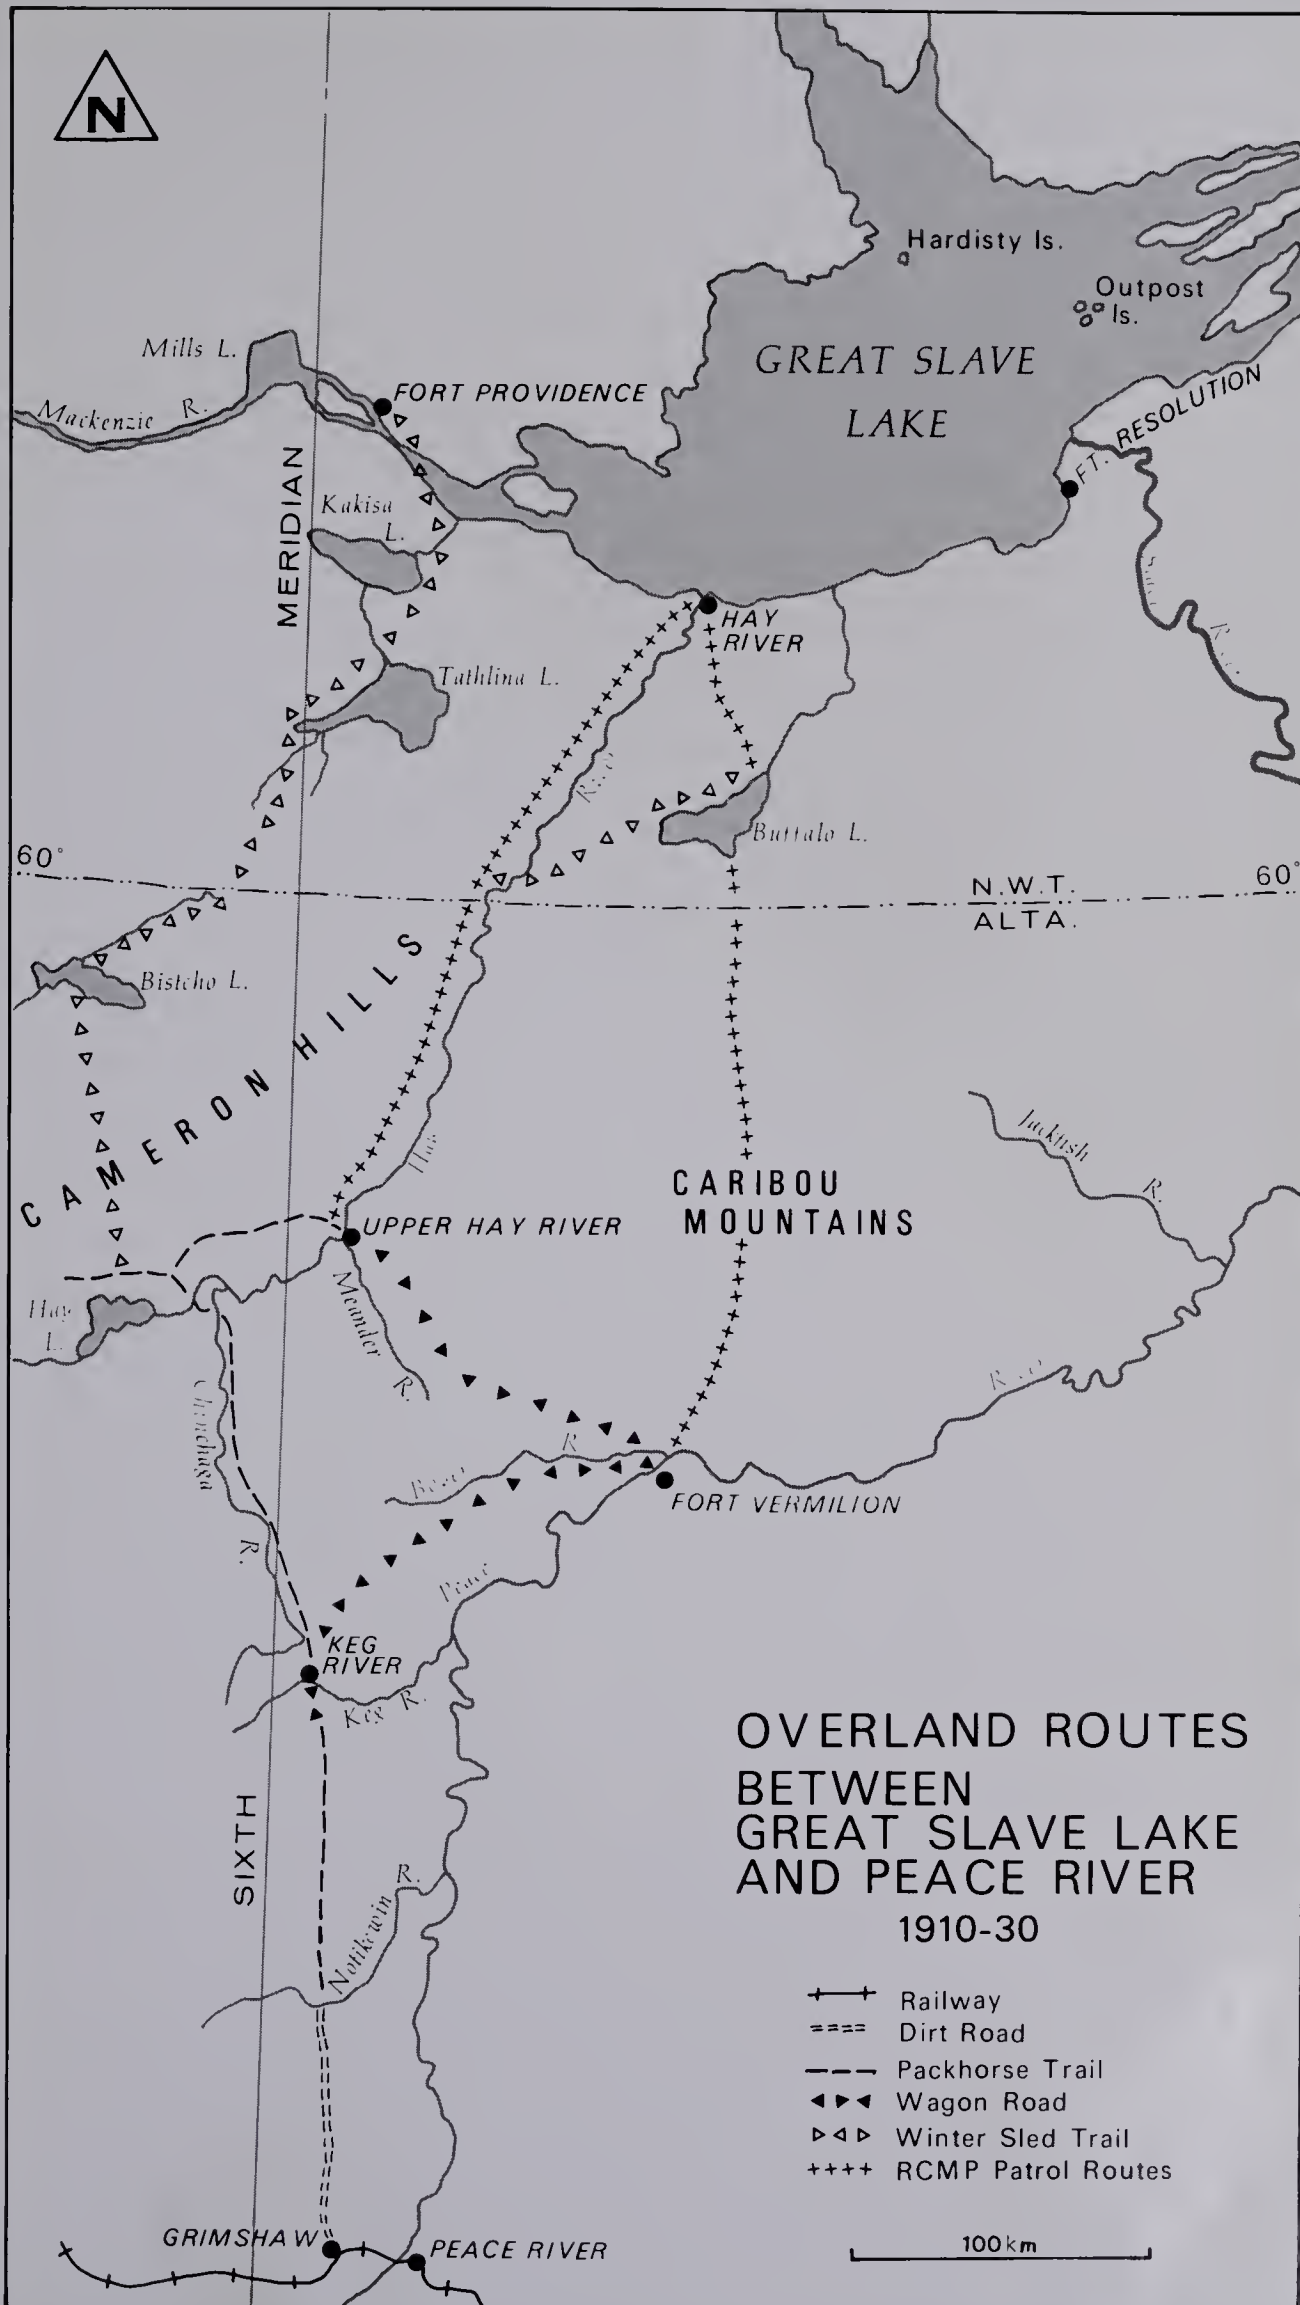 N
Hardisty Is.
Outpost
Is.
Mills L.
GREAT SLAVE
LAKE
Mackenzie R.
FORT PROVIDENCE
FT. RESOLUTION
MERIDIAN
Kakisa
L.
HAY
RIVER
Tathlina L.
Buffalo L.
60°
60°
N.W.T.
ALTA.
Bistcho L.
CAMERON HILLS
Hay
Jackfish
R.
CARIBOU
MOUNTAINS
UPPER HAY RIVER
Meander
R.
Hay
L.
Chinchaga
R.
R.
FORT VERMILION
Peace
KEG
RIVER
Keg R.
SIXTH
Notikewin R.
OVERLAND ROUTES
BETWEEN
GREAT SLAVE LAKE
AND PEACE RIVER
1910-30
Railway
Dirt Road
Packhorse Trail
Wagon Road
Winter Sled Trail
RCMP Patrol Routes
100km
GRIMSHAW
PEACE RIVER